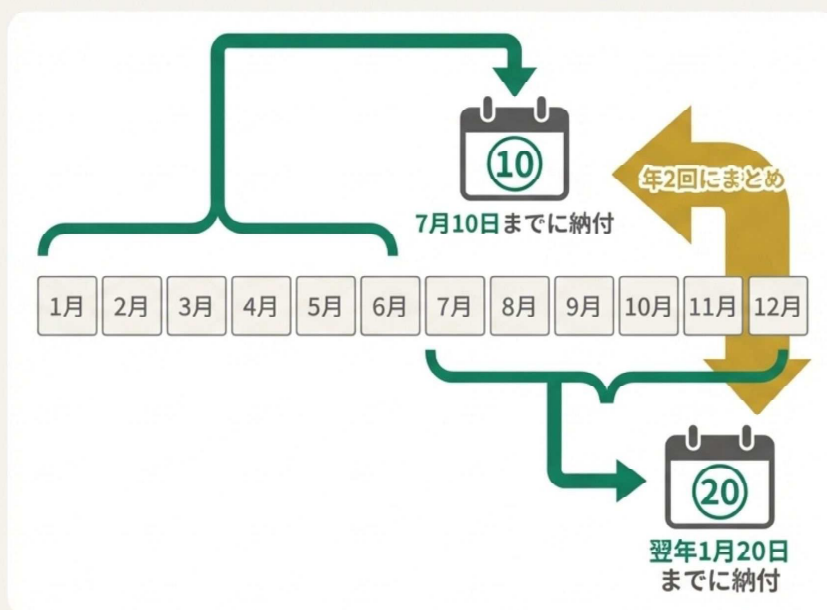 10
年2回にまとめ
7月10日までに納付
1月 2月 3月 4月 5月 6月 7月 8月 9月 10月 11月 12月
20
翌年1月20日
までに納付